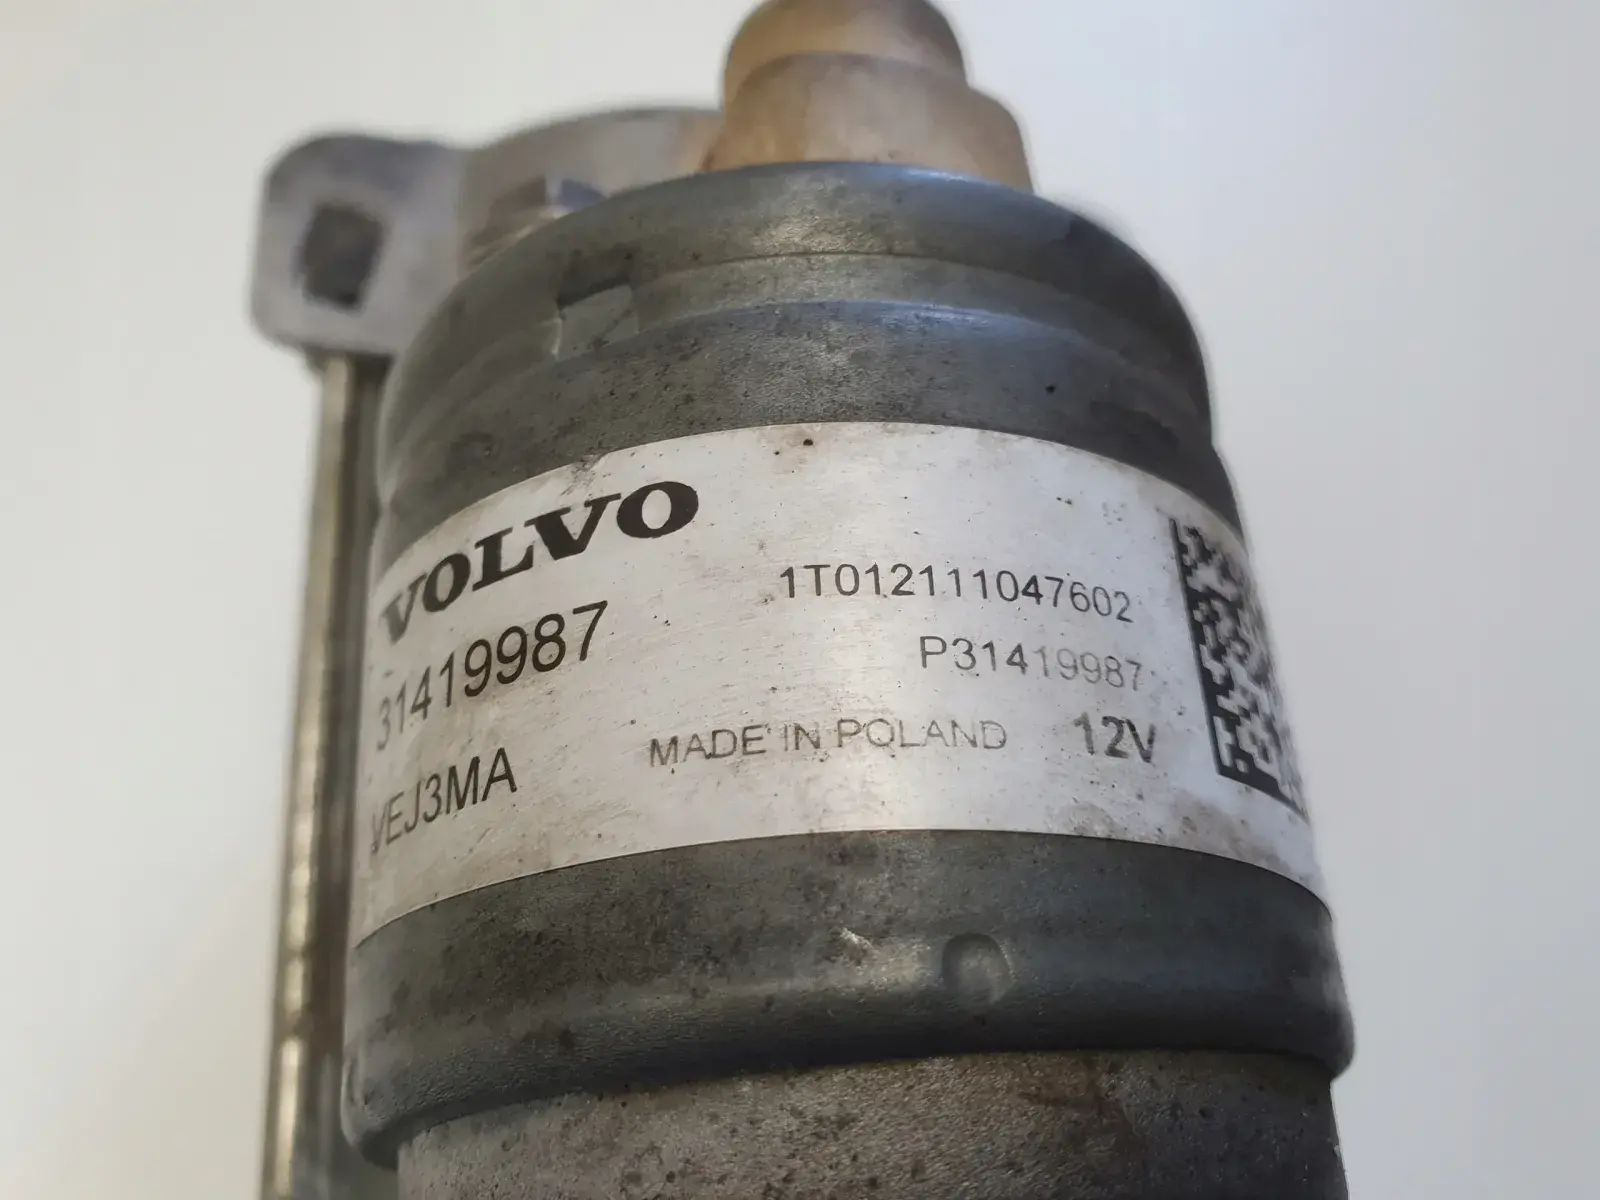 VOLVO
31419987
VEJ3MA
1T012111047602
P31419987
MADE IN POLAND 12V